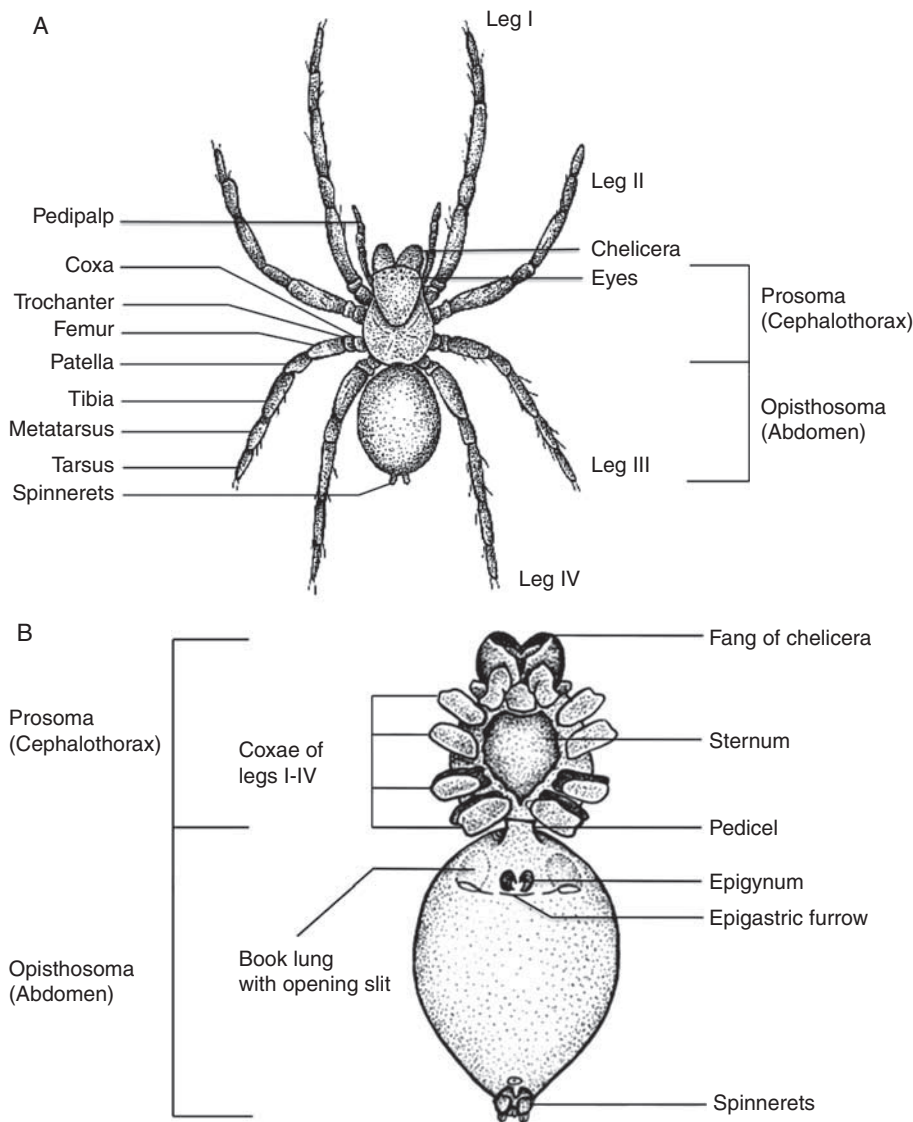 A
Leg I
Leg II
Pedipalp
Chelicera
Coxa
Eyes
Trochanter
Prosoma
(Cephalothorax)
Femur
Patella
Tibia
Opisthosoma
(Abdomen)
Metatarsus
Tarsus
Leg III
Spinnerets
Leg IV
B
Fang of chelicera
Prosoma
(Cephalothorax)
Coxae of
legs I-IV
Sternum
Pedicel
Epigynum
Epigastric furrow
Book lung
with opening slit
Opisthosoma
(Abdomen)
Spinnerets